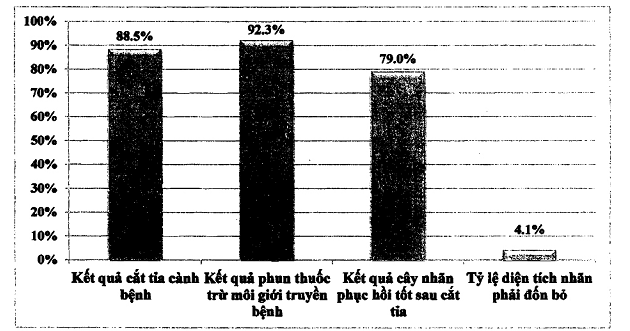 100%
90%
80%
70%
60%
50%
40%
30%
20%
10%
0%
88.5%
92.3%
79.0%
4.1%
Kết quả cắt tỉa cành
bệnh
Kết quả phun thuốc
trừ môi giới truyền
bệnh
Kết quả cây nhãn
phục hồi tốt sau cắt
tỉa
Tỷ lệ diện tích nhãn
phải đốn bỏ